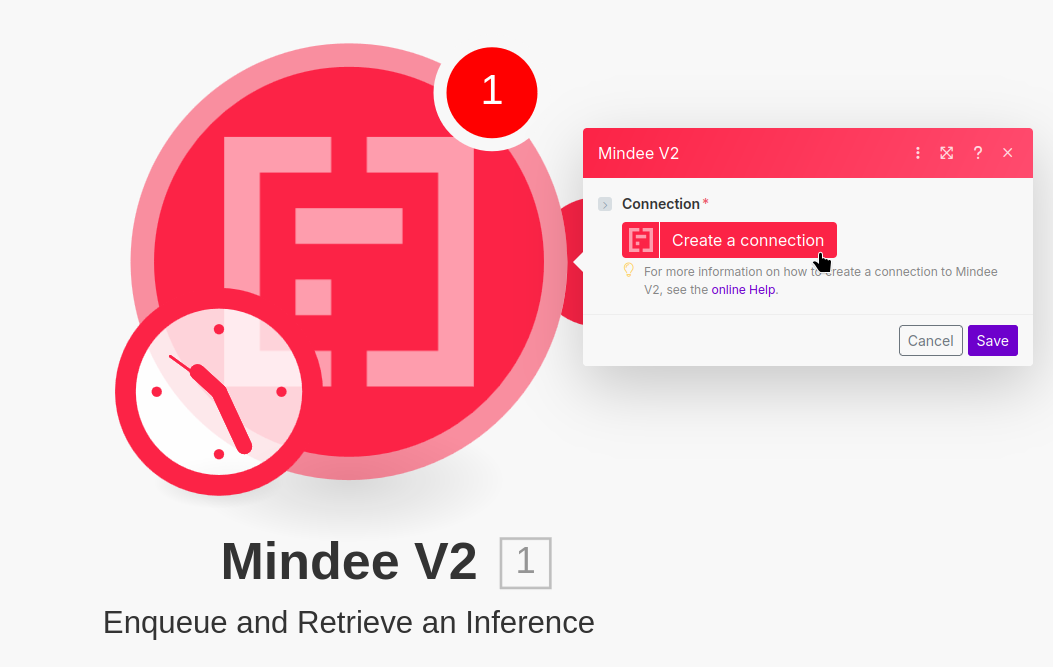 1
Mindee V2
Connection*
Create a connection
For more information on how to create a connection to Mindee
V2, see the online Help.
Cancel
Save
Mindee V2 1
Enqueue and Retrieve an Inference